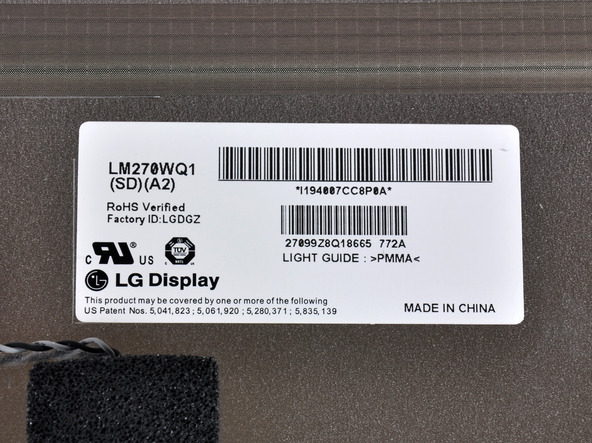 LM270WQ1
(SD)(A2)
*I194007CC8P0A*
RoHS Verified
Factory ID:LGDGZ
27099Z8Q18665 772A
LIGHT GUIDE : >PMMA<
c RU US TÜV
LG Display
This product may be covered by one or more of the following
US Patent Nos. 5,041,823 ; 5,061,920 ; 5,280,371 ; 5,835,139
MADE IN CHINA